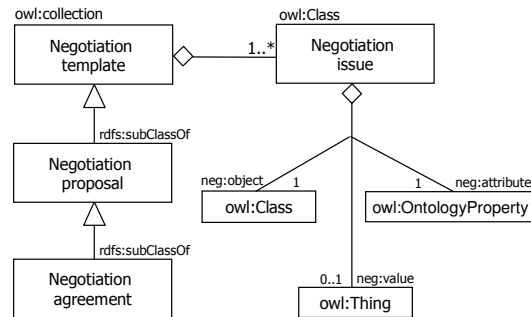 owl:collection
owl:Class
Negotiation
template
1..*
Negotiation
issue
rdfs:subClassOf
Negotiation
proposal
neg:object
1
1
neg:attribute
owl:Class
owl:OntologyProperty
rdfs:subClassOf
Negotiation
agreement
0..1
neg:value
owl:Thing